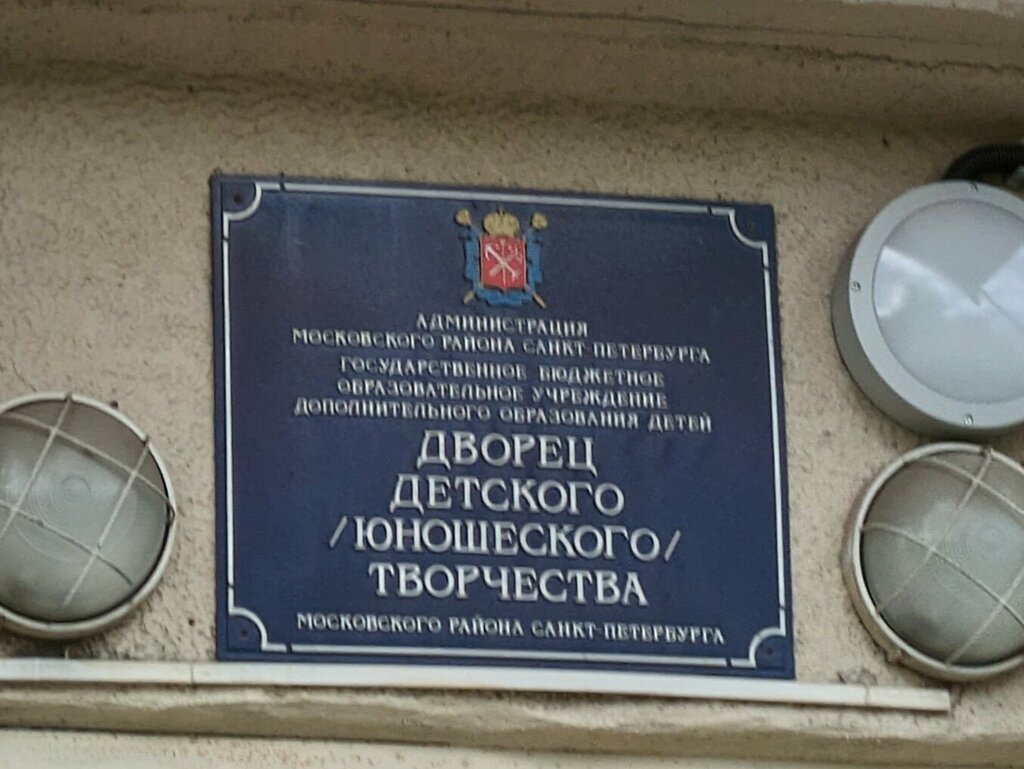 АДМИНИСТРАЦИЯ
МОСКОВСКОГО РАЙОНА САНКТ-ПЕТЕРБУРГА
ГОСУДАРСТВЕННОЕ БЮДЖЕТНОЕ
ОБРАЗОВАТЕЛЬНОЕ УЧРЕЖДЕНИЕ
ДОПОЛНИТЕЛЬНОГО ОБРАЗОВАНИЯ ДЕТЕЙ
ДВОРЕЦ
ДЕТСКОГО
/ЮНОШЕСКОГО/
ТВОРЧЕСТВА
МОСКОВСКОГО РАЙОНА САНКТ-ПЕТЕРБУРГА